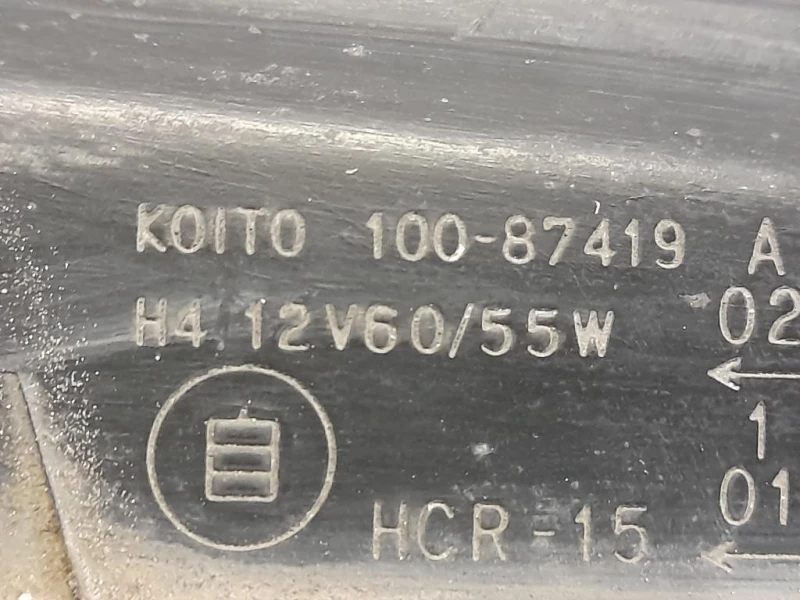 KOITO 100-87419 A
02
H4 12V60/55W
←
1
01
HCR-15
←